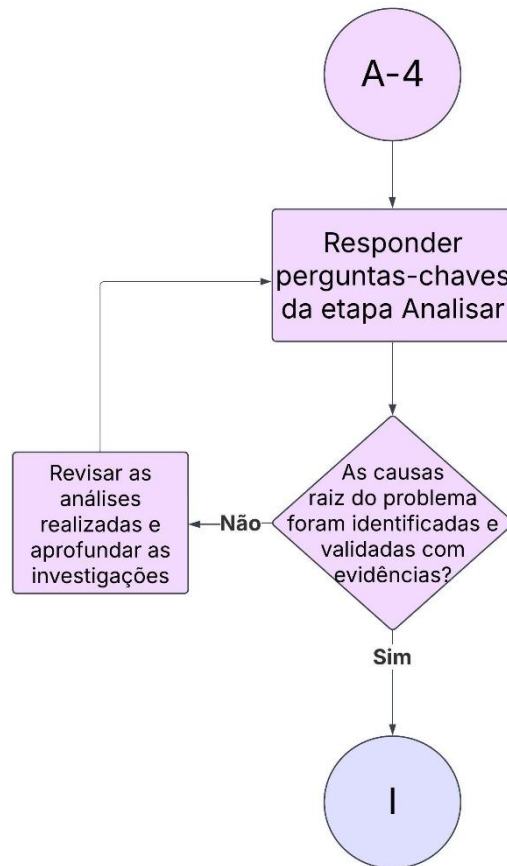 A-4
Responder
perguntas-chaves
da etapa Analisar
As causas
raiz do problema
foram identificadas e
validadas com
evidências?
Não
Revisar as
análises
realizadas e
aprofundar as
investigações
Sim
I